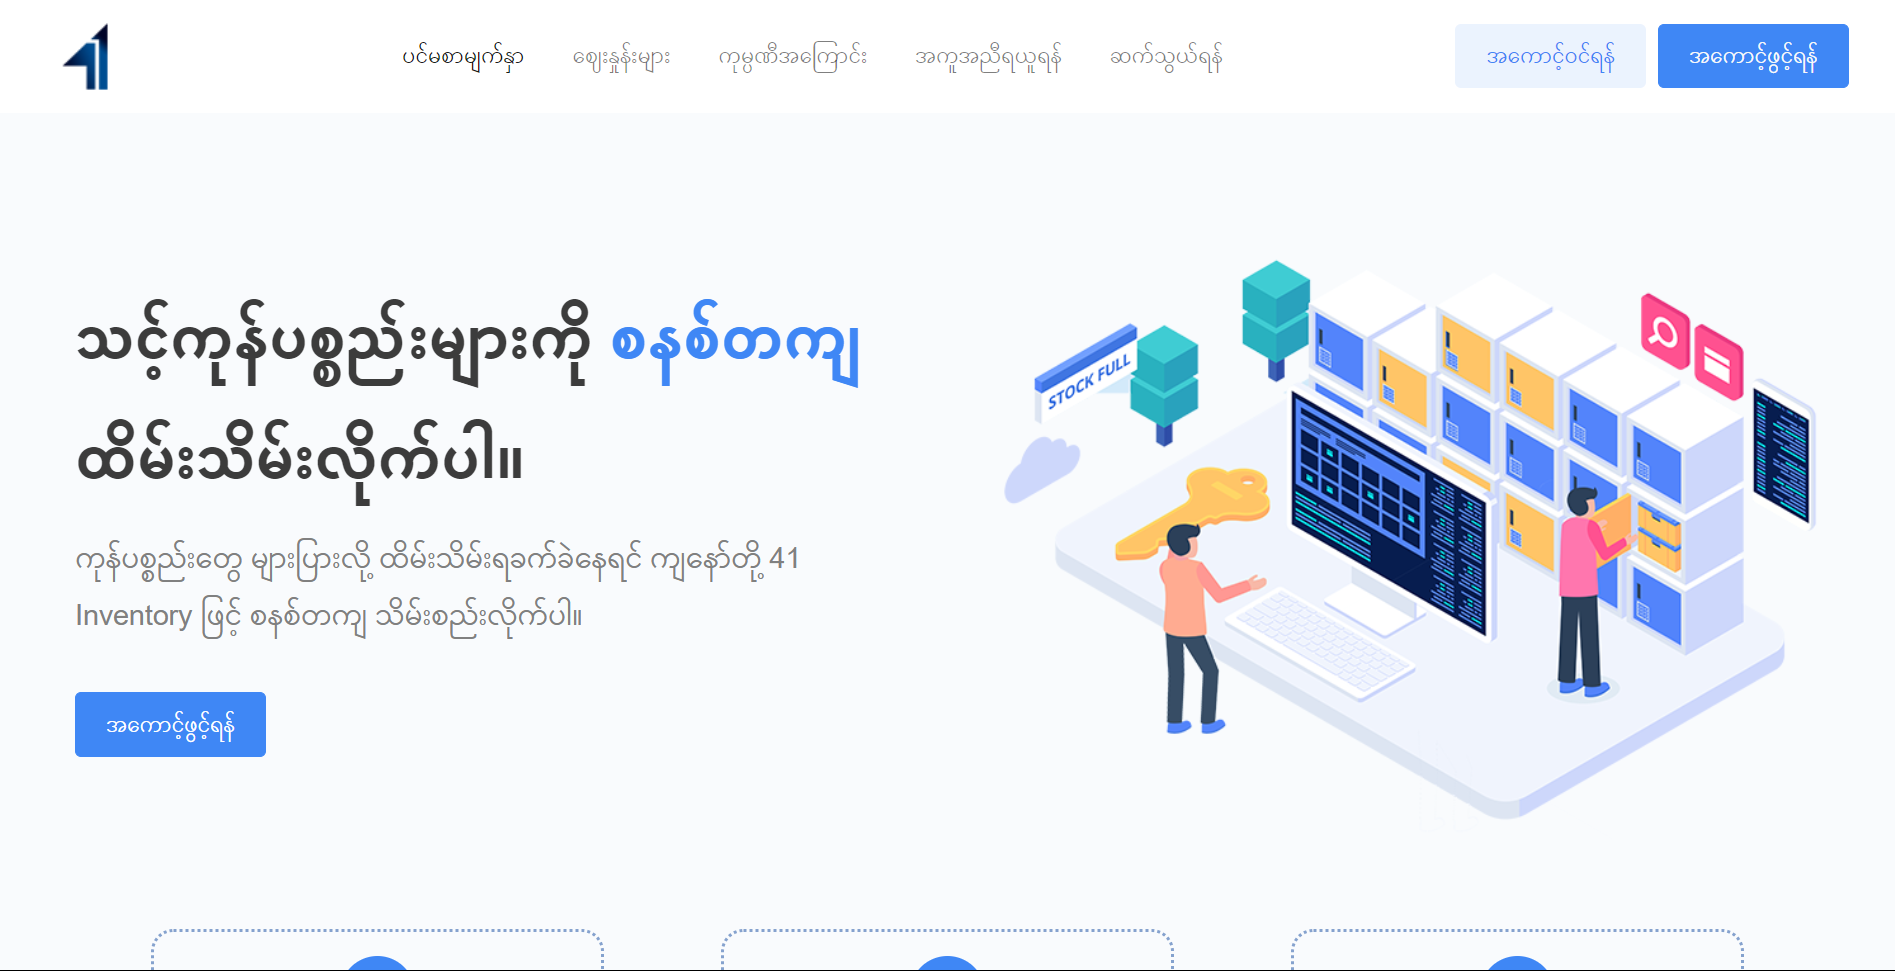 ပင်မစာမျက်နှာ
ဈေးနှုန်းများ
ကုမ္ပဏီအကြောင်း
အကူအညီရယူရန်
ဆက်သွယ်ရန်
အကောင့်ဝင်ရန်
အကောင့်ဖွင့်ရန်
သင့်ကုန်ပစ္စည်းများကို စနစ်တကျ
ထိမ်းသိမ်းလိုက်ပါ။
ကုန်ပစ္စည်းတွေ များပြားလို့ ထိမ်းသိမ်းရခက်ခဲနေရင် ကျနော်တို့ 41
Inventory ဖြင့် စနစ်တကျ သိမ်းစည်းလိုက်ပါ။
အကောင့်ဖွင့်ရန်
STOCK FULL